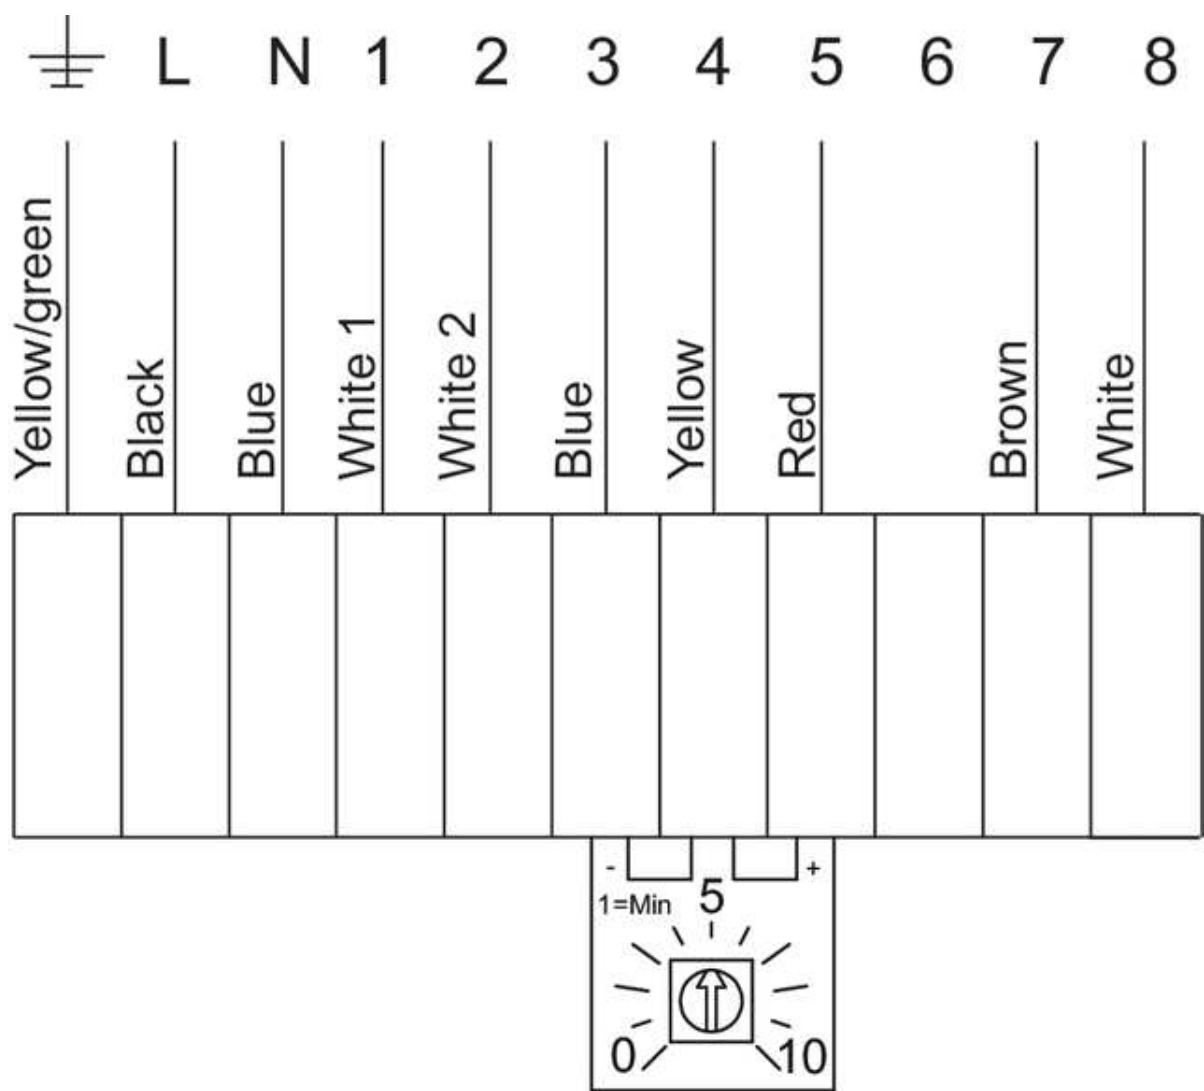 L N 1 2 3 4 5 6 7 8
Yellow/green
Black
Blue
White 1
White 2
Blue
Yellow
Red
Brown
White
- +
1=Min 5
0 10